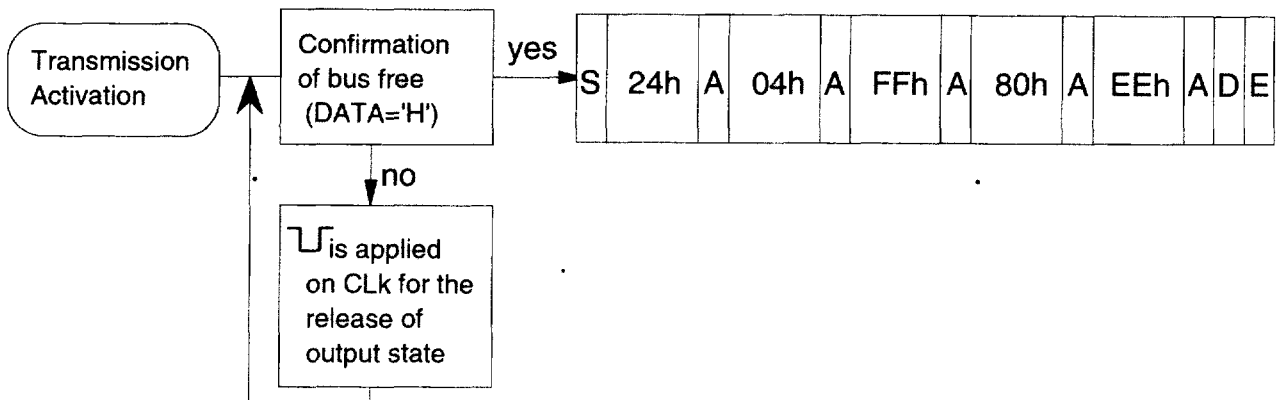 Transmission
Activation
Confirmation
of bus free
(DATA='H')
yes
S 24h A 04h A FFh A 80h A EEh A D E
no
is applied
on CLk for the
release of
output state